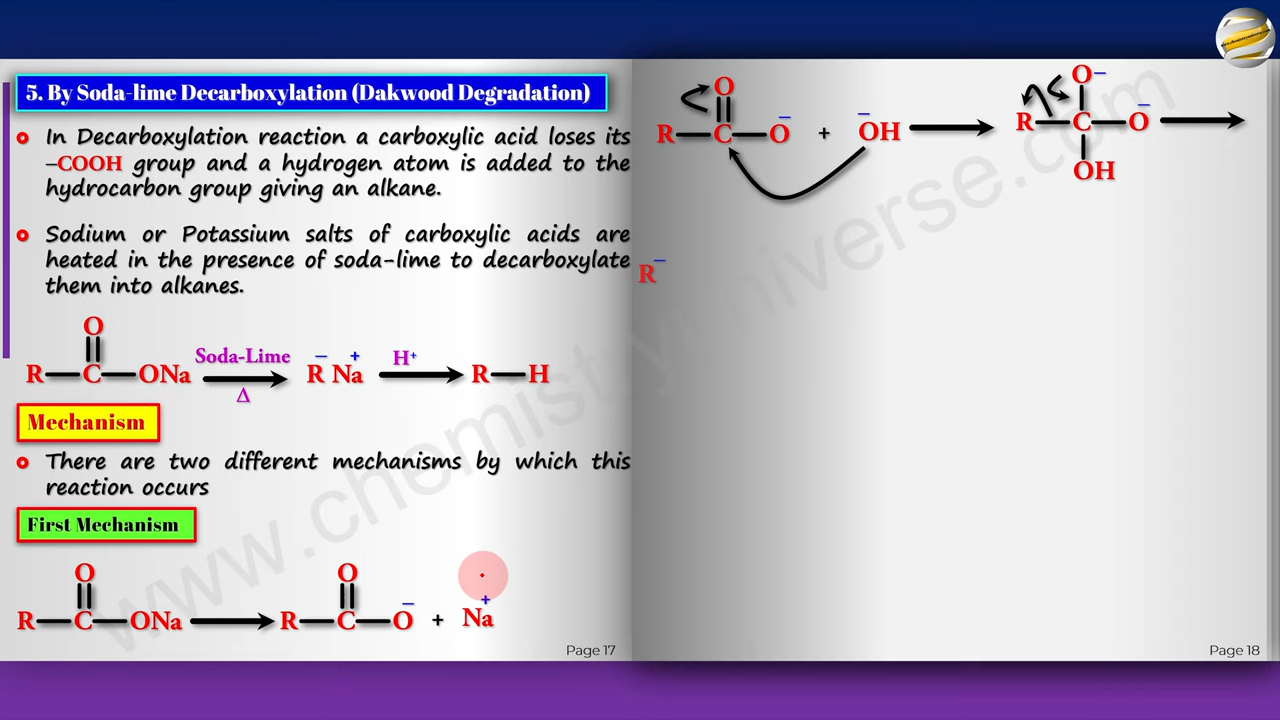 5. By Soda-lime Decarboxylation (Dakwood Degradation)
In Decarboxylation reaction a carboxylic acid loses its
–COOH group and a hydrogen atom is added to the
hydrocarbon group giving an alkane.
Sodium or Potassium salts of carboxylic acids are
heated in the presence of soda-lime to decarboxylate
them into alkanes.
O
R C ONa Soda-Lime Δ R– Na+ H+ R H
Mechanism
There are two different mechanisms by which this
reaction occurs
First Mechanism
O O
R C ONa R C O– + Na+
Page 17
O O–
R C O– + –OH R C O–
OH
R–
Page 18
www.chemistryuniverse.com